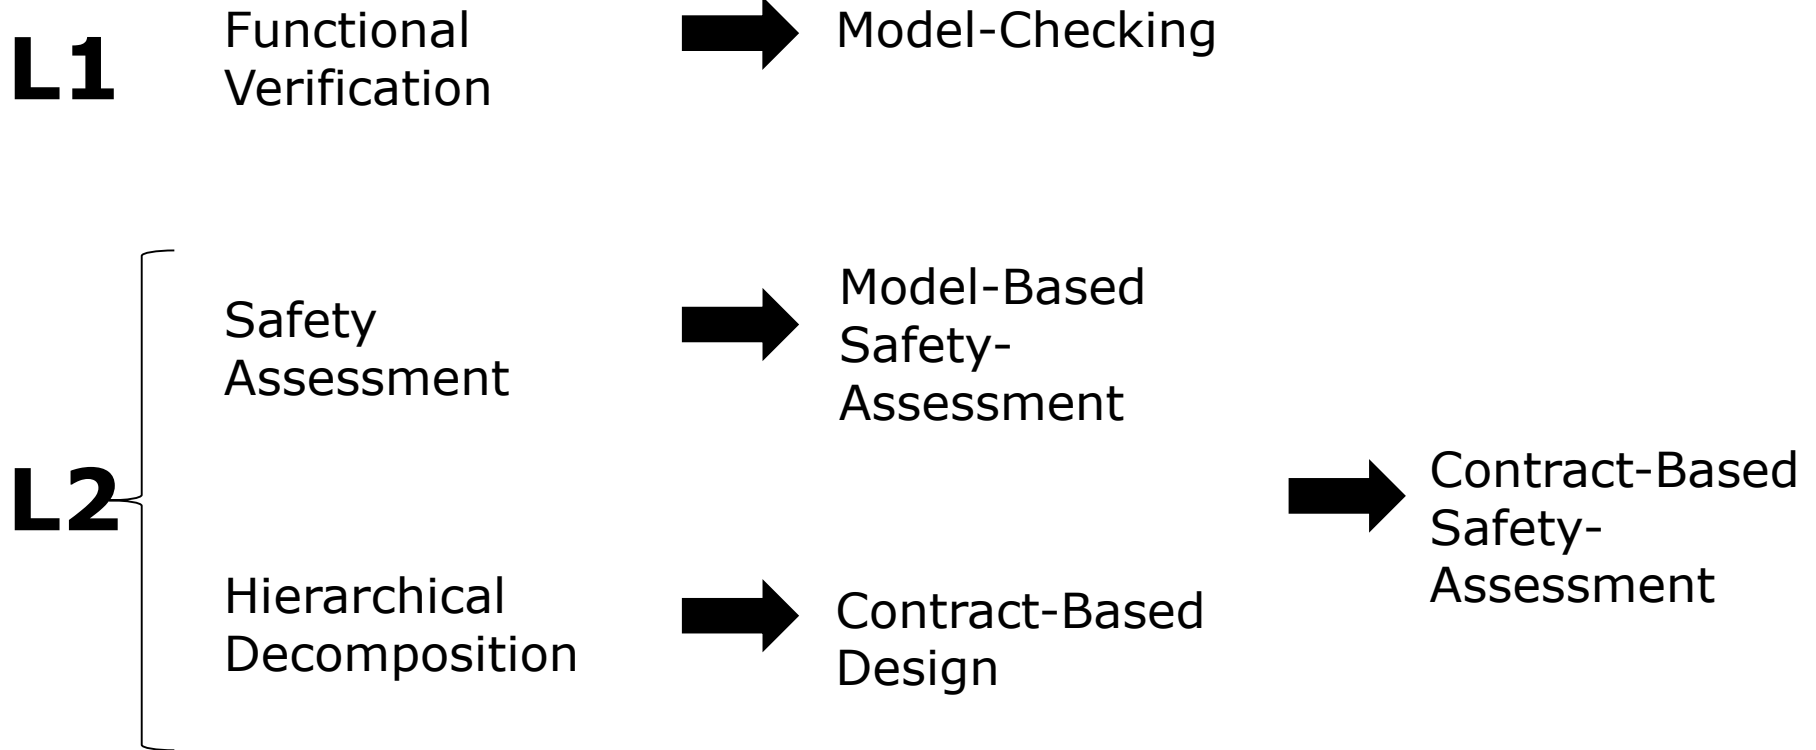 L1
Functional
Verification
Model-Checking
L2
Safety
Assessment
Model-Based
Safety-
Assessment
Hierarchical
Decomposition
Contract-Based
Design
Contract-Based
Safety-
Assessment